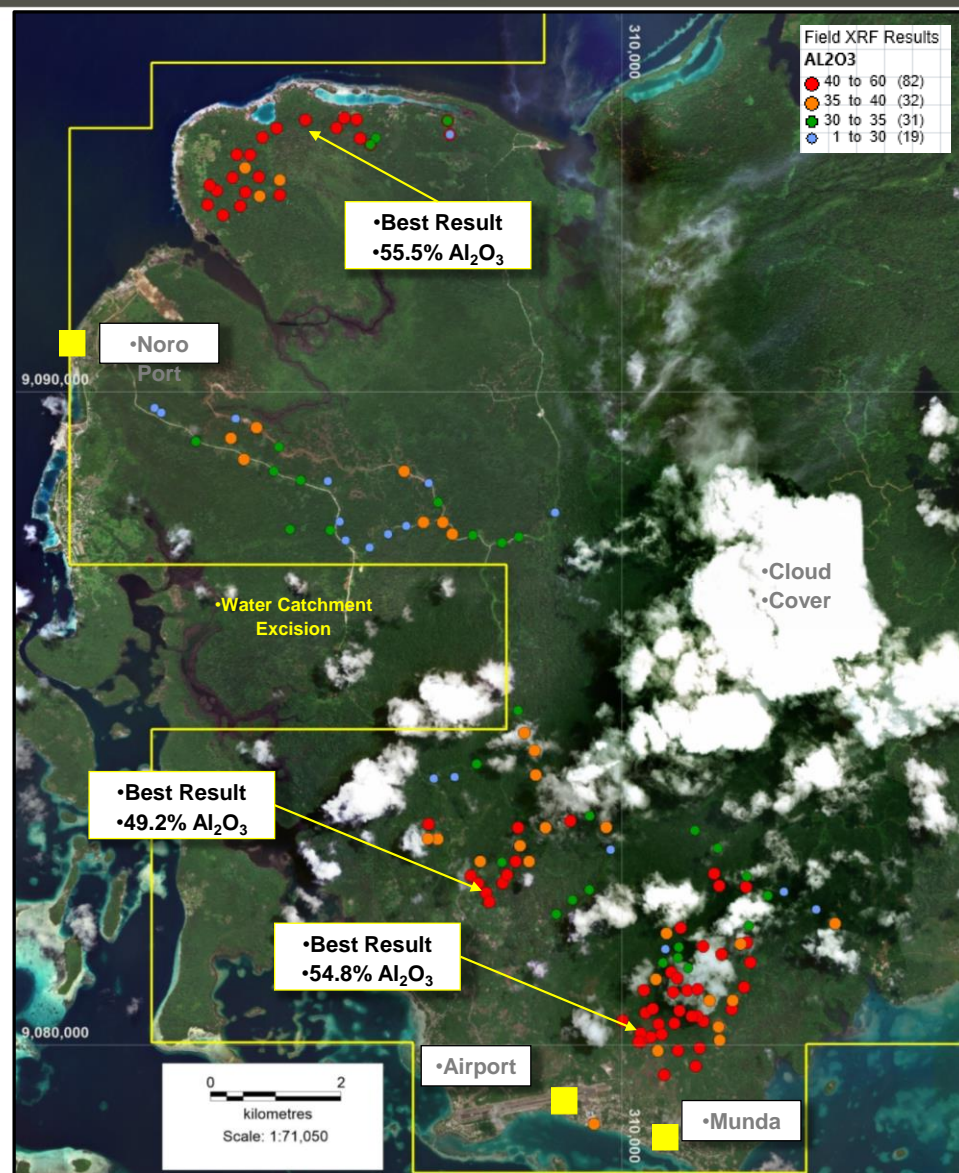 310,000
Field XRF Results
AL2O3
40 to 60 (82)
35 to 40 (32)
30 to 35 (31)
1 to 30 (19)
•Best Result
•55.5% Al₂O₃
•Noro
Port
9,090,000
•Cloud
•Cover
•Water Catchment
Excision
•Best Result
•49.2% Al₂O₃
•Best Result
•54.8% Al₂O₃
9,080,000
•Airport
0 2
kilometres
Scale: 1:71,050
310,000
•Munda